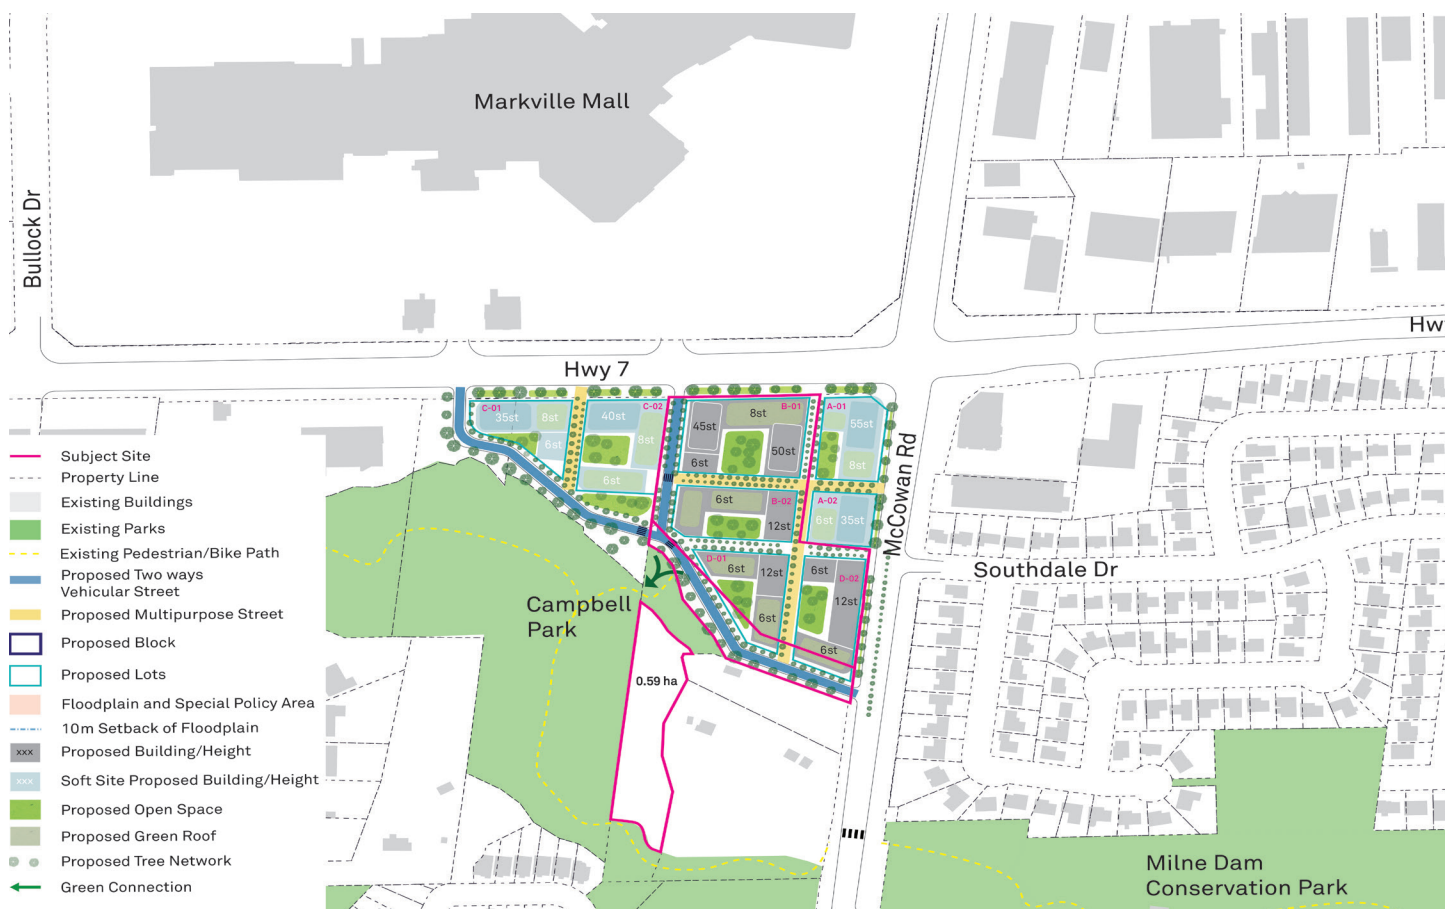 Markville Mall
Bullock Dr
Hwy 7
Hw
McCowan Rd
Southdale Dr
C-01
35st
8st
6st
C-02
40st
8st
6st
B-01
8st
45st
50st
6st
A-01
55st
8st
B-02
6st
12st
A-02
6st
35st
D-01
6st
12st
6st
D-02
6st
12st
6st
Campbell
Park
0.59 ha
Milne Dam
Conservation Park
Subject Site
Property Line
Existing Buildings
Existing Parks
Existing Pedestrian/Bike Path
Proposed Two ways
Vehicular Street
Proposed Multipurpose Street
Proposed Block
Proposed Lots
Floodplain and Special Policy Area
10m Setback of Floodplain
xxx
Proposed Building/Height
xxx
Soft Site Proposed Building/Height
Proposed Open Space
Proposed Green Roof
Proposed Tree Network
Green Connection